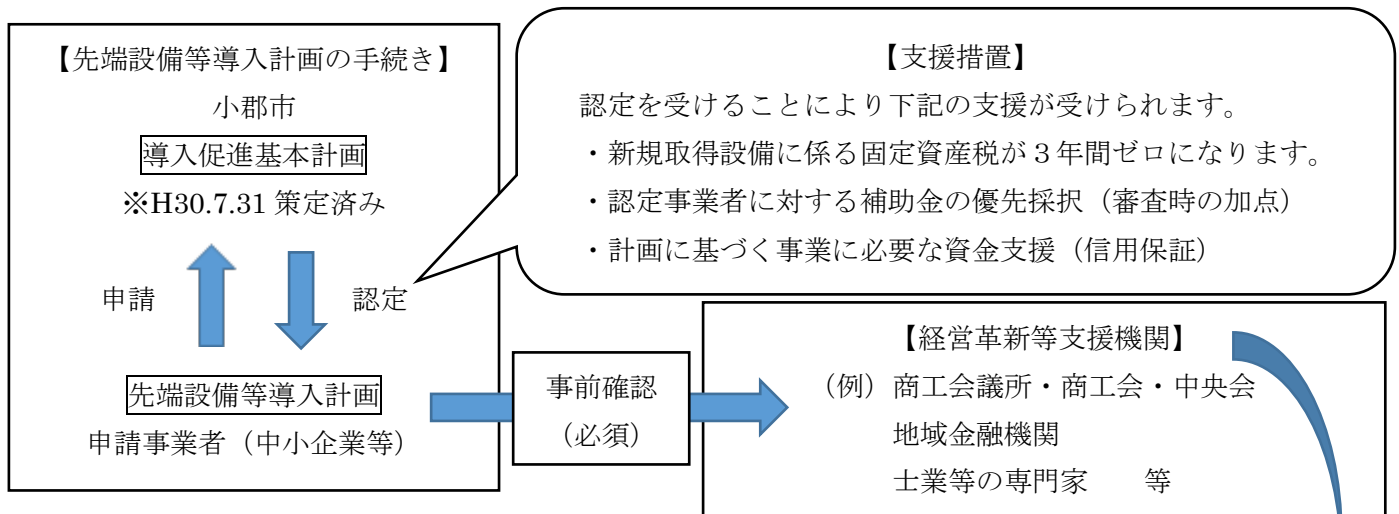 【先端設備等導入計画の手続き】
小郡市
導入促進基本計画
※H30.7.31 策定済み
申請
認定
先端設備等導入計画
申請事業者（中小企業等）
【支援措置】
認定を受けることにより下記の支援が受けられます。
・新規取得設備に係る固定資産税が３年間ゼロになります。
・認定事業者に対する補助金の優先採択（審査時の加点）
・計画に基づく事業に必要な資金支援（信用保証）
事前確認
（必須）
【経営革新等支援機関】
（例）商工会議所・商工会・中央会
地域金融機関
士業等の専門家　　等